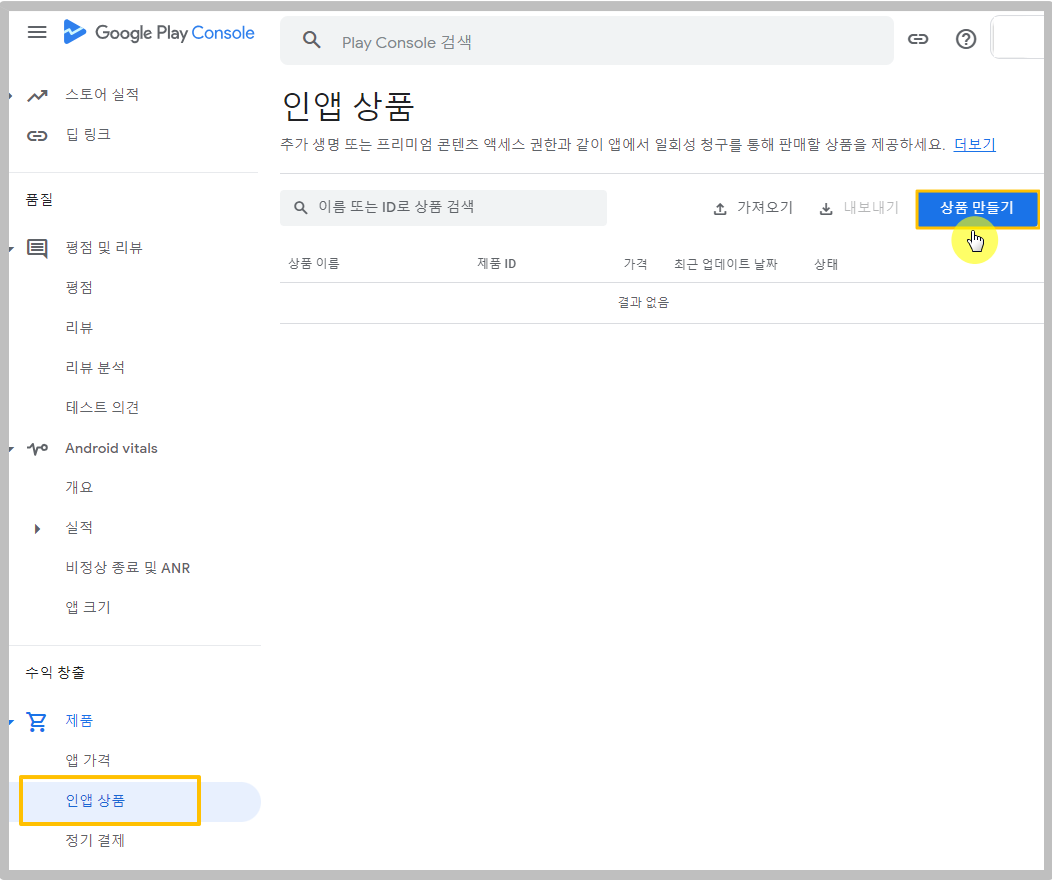 Google Play Console
Play Console 검색
스토어 실적
딥 링크
품질
평점 및 리뷰
평점
리뷰
리뷰 분석
테스트 의견
Android vitals
개요
실적
비정상 종료 및 ANR
앱 크기
수익 창출
제품
앱 가격
인앱 상품
정기 결제
인앱 상품
추가 생명 또는 프리미엄 콘텐츠 액세스 권한과 같이 앱에서 일회성 청구를 통해 판매할 상품을 제공하세요. 더보기
이름 또는 ID로 상품 검색
가져오기
내보내기
상품 만들기
상품 이름 제품 ID 가격 최근 업데이트 날짜 상태
결과 없음